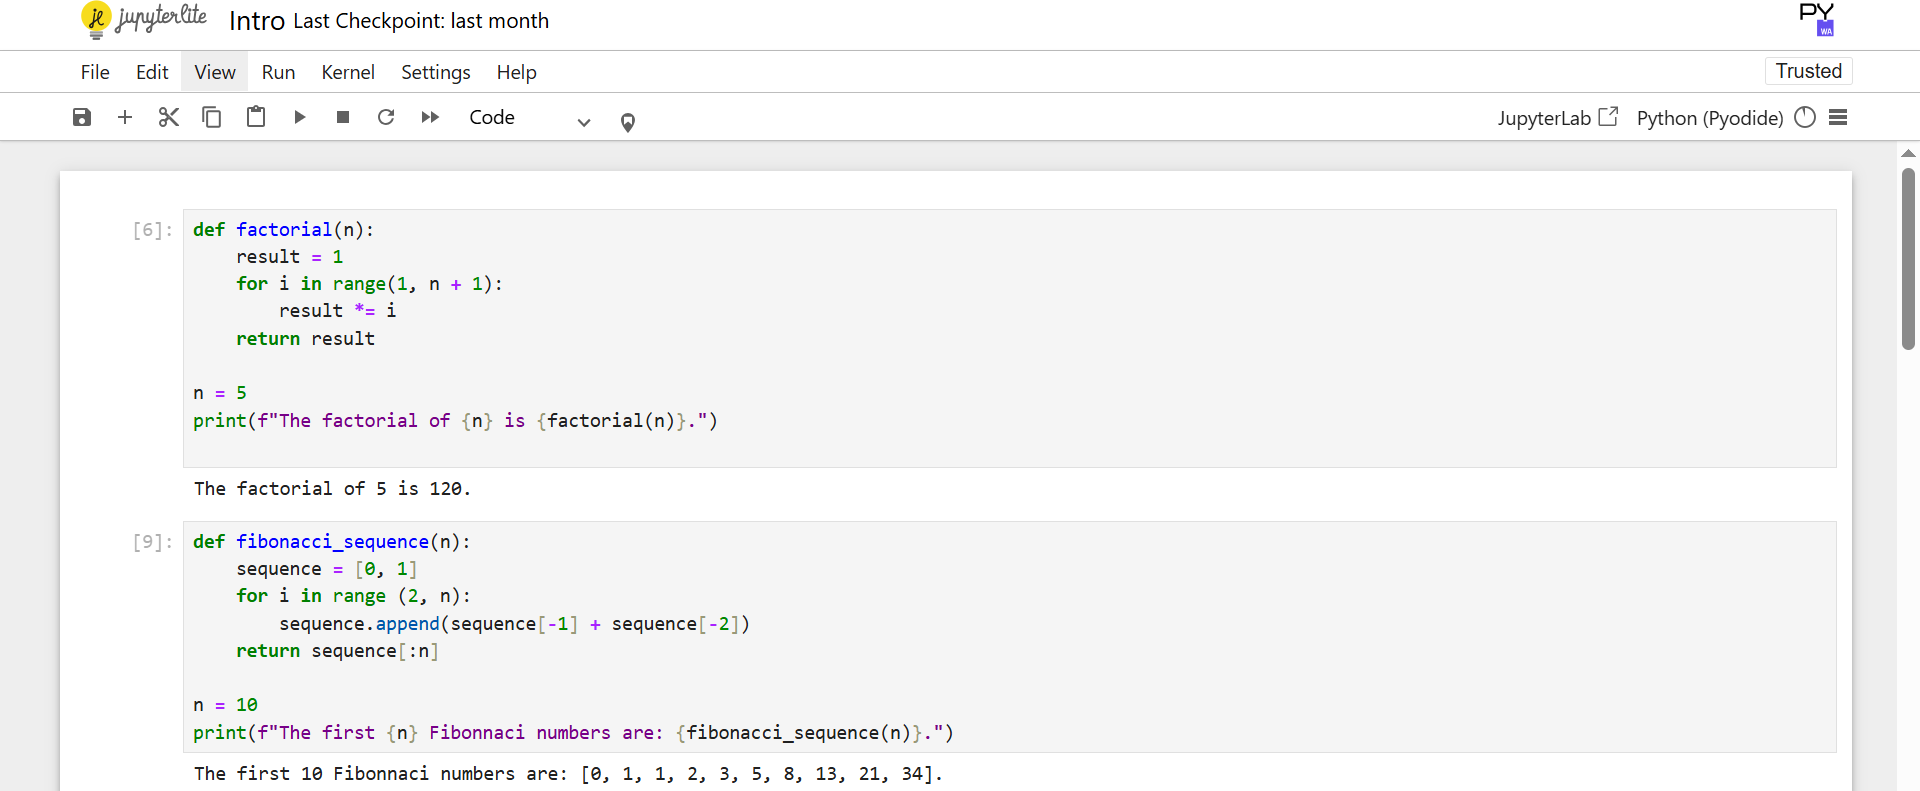 jupyterlite Intro Last Checkpoint: last month PY WA
File Edit View Run Kernel Settings Help Trusted
Code JupyterLab Python (Pyodide)
[6]: def factorial(n):
    result = 1
    for i in range(1, n + 1):
        result *= i
    return result
n = 5
print(f"The factorial of {n} is {factorial(n)}.")
The factorial of 5 is 120.
[9]: def fibonacci_sequence(n):
    sequence = [0, 1]
    for i in range (2, n):
        sequence.append(sequence[-1] + sequence[-2])
    return sequence[:n]
n = 10
print(f"The first {n} Fibonnaci numbers are: {fibonacci_sequence(n)}.")
The first 10 Fibonnaci numbers are: [0, 1, 1, 2, 3, 5, 8, 13, 21, 34].